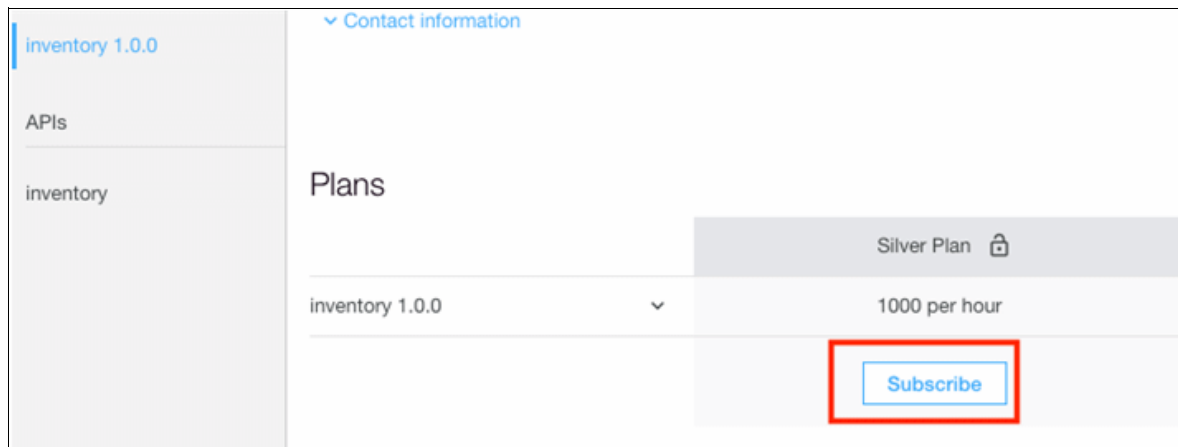 inventory 1.0.0
APIs
inventory
Contact information
Plans
Silver Plan
inventory 1.0.0
1000 per hour
Subscribe